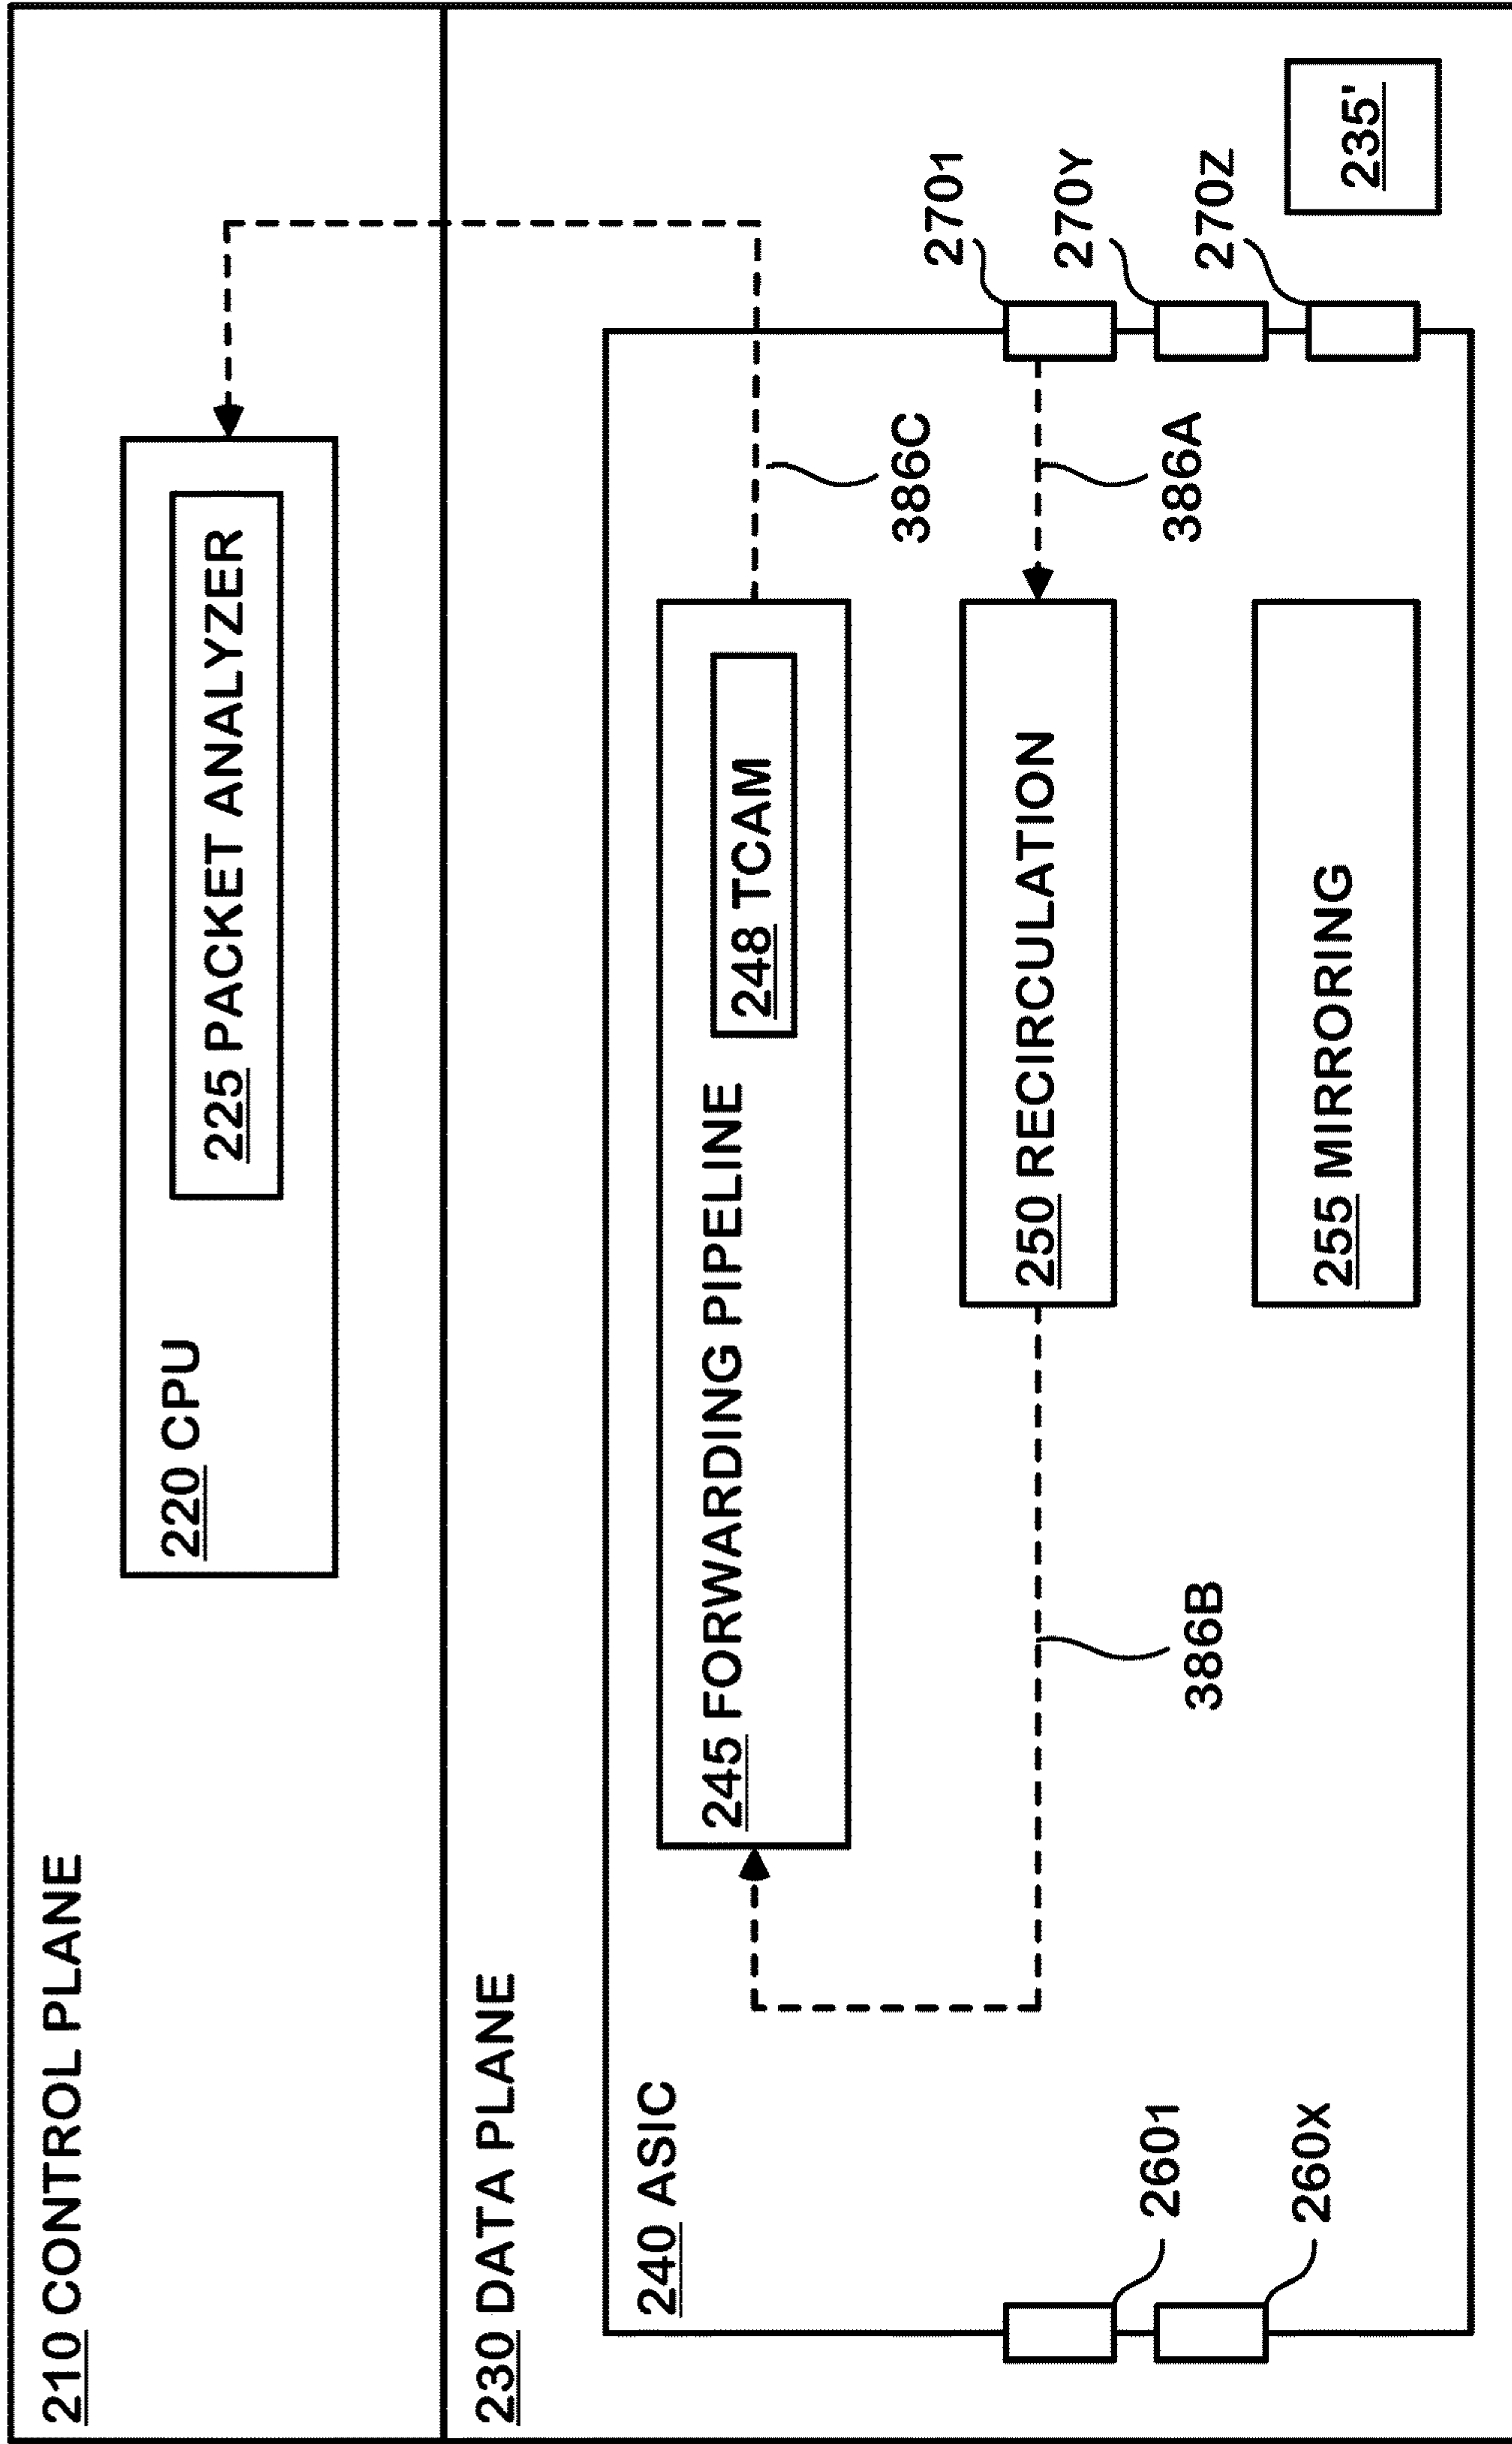 210 CONTROL PLANE
220 CPU
225 PACKET ANALYZER
230 DATA PLANE
240 ASIC
245 FORWARDING PIPELINE
248 TCAM
386C
2701
250 RECIRCULATION
386A
270Y
2601
386B
270Z
260X
255 MIRRORING
235'